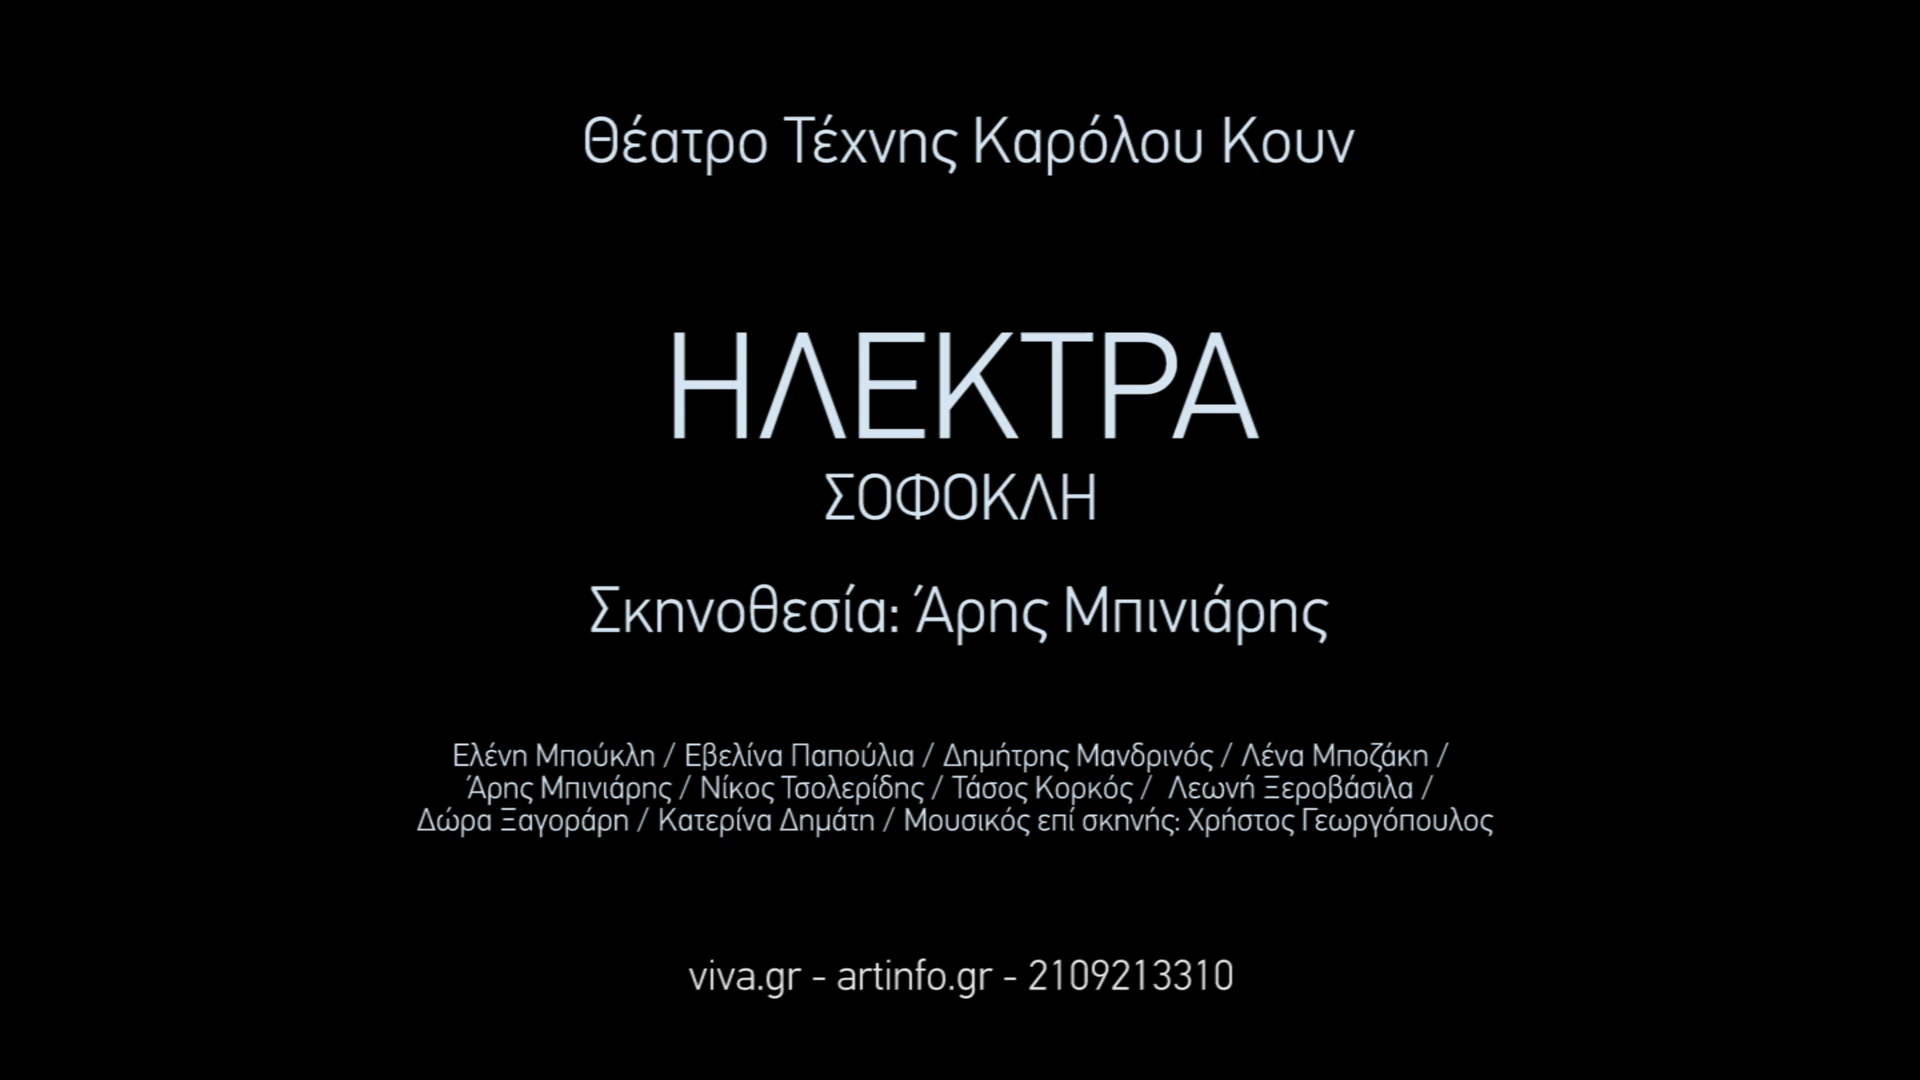 Θέατρο Τέχνης Καρόλου Κουν
ΗΛΕΚΤΡΑ
ΣΟΦΟΚΛΗ
Σκηνοθεσία: Άρης Μπινιάρης
Ελένη Μπούκλη / Εβελίνα Παπούλια / Δημήτρης Μανδρινός / Λένα Μποζάκη /
Άρης Μπινιάρης / Νίκος Τσολερίδης / Τάσος Κορκός / Λεωνή Ξεροβάσιλα /
Δώρα Ξαγοράρη / Κατερίνα Δημάτη / Μουσικός επί σκηνής: Χρήστος Γεωργόπουλος
viva.gr - artinfo.gr - 2109213310